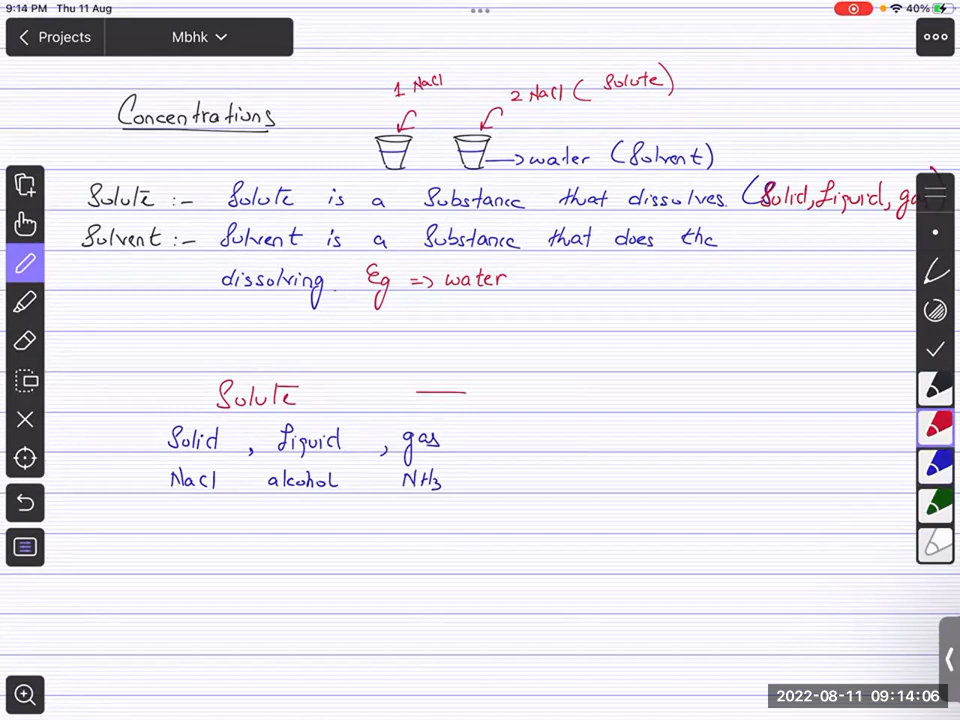 9:14 PM Thu 11 Aug
40%
Projects
Mbhk
1 NaCl
2 NaCl (Solute)
Concentrations
water (Solvent)
Solute :- Solute is a Substance that dissolves. (Solid, Liquid, gas)
Solvent :- Solvent is a Substance that does the
dissolving. Eg => water
Solute
Solid , Liquid , gas
NaCl alcohol NH3
2022-08-11 09:14:06